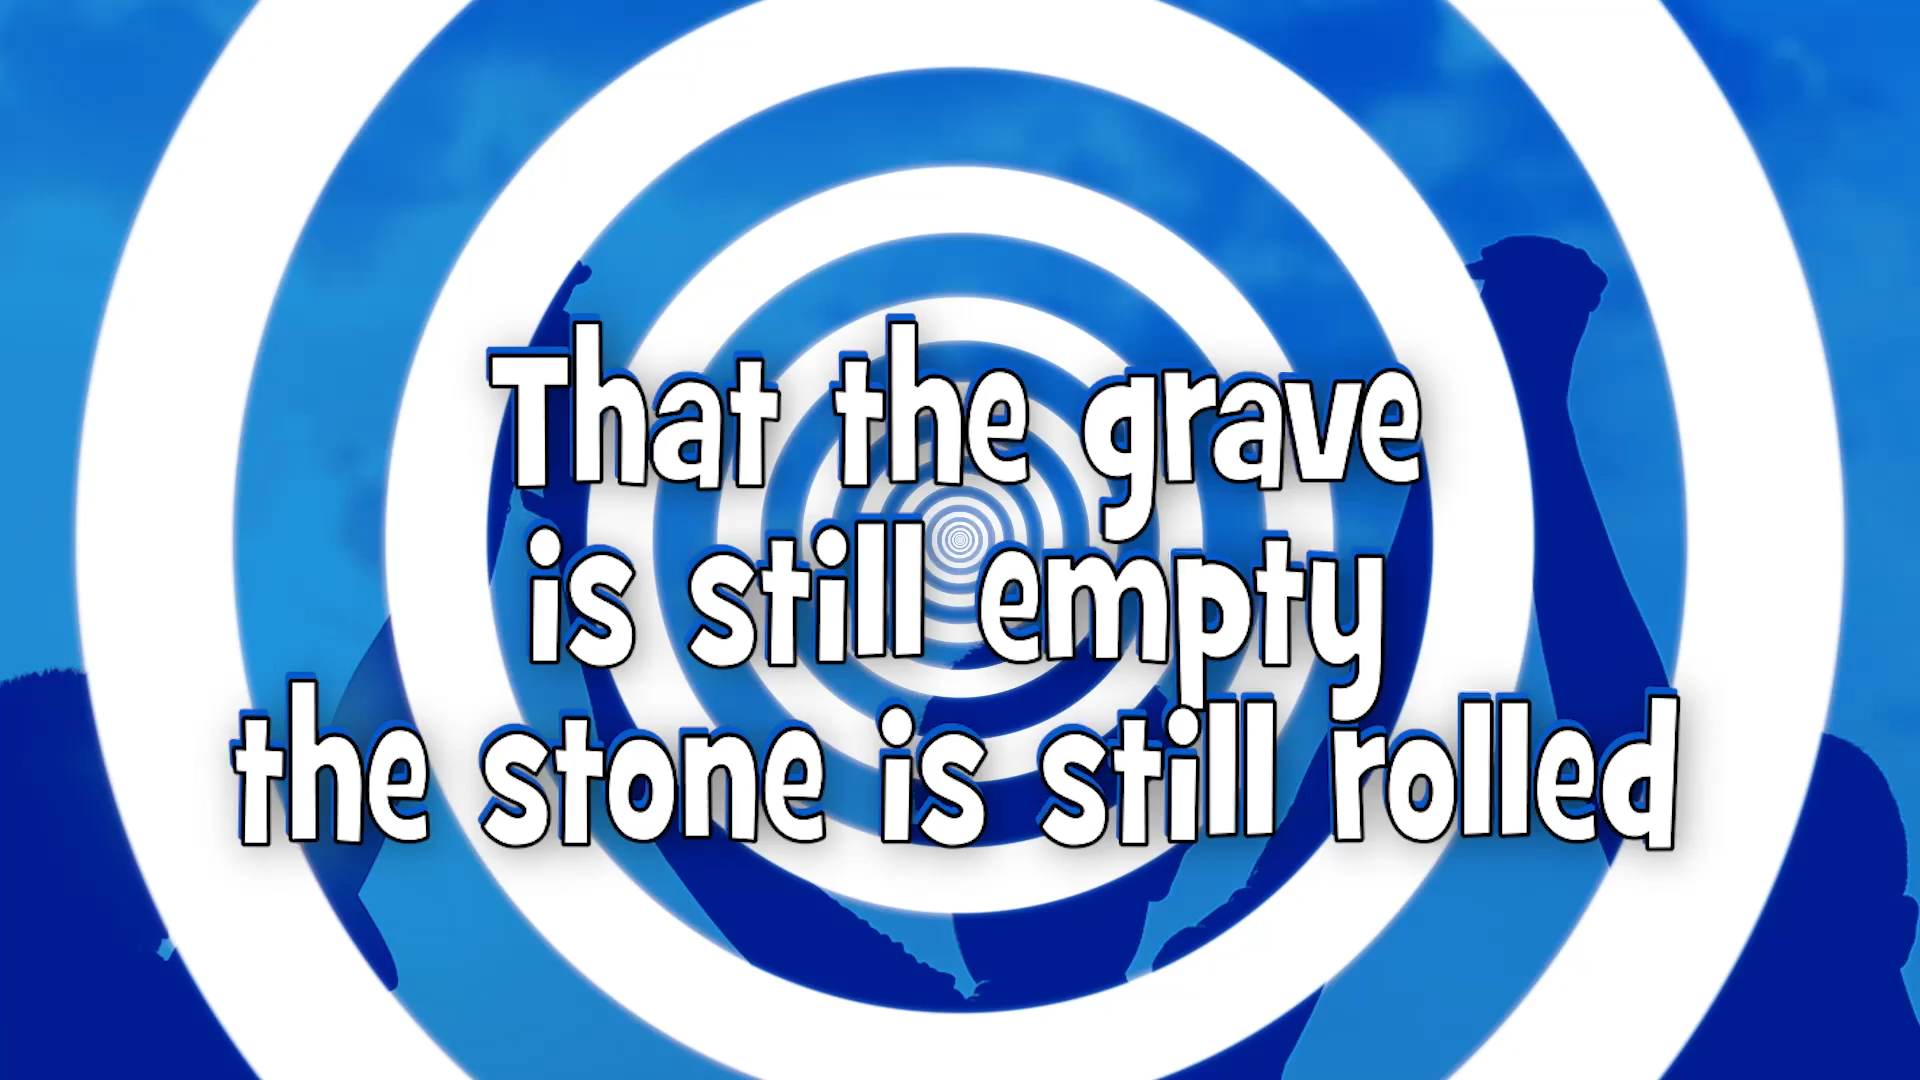 That the grave
is still empty
the stone is still rolled